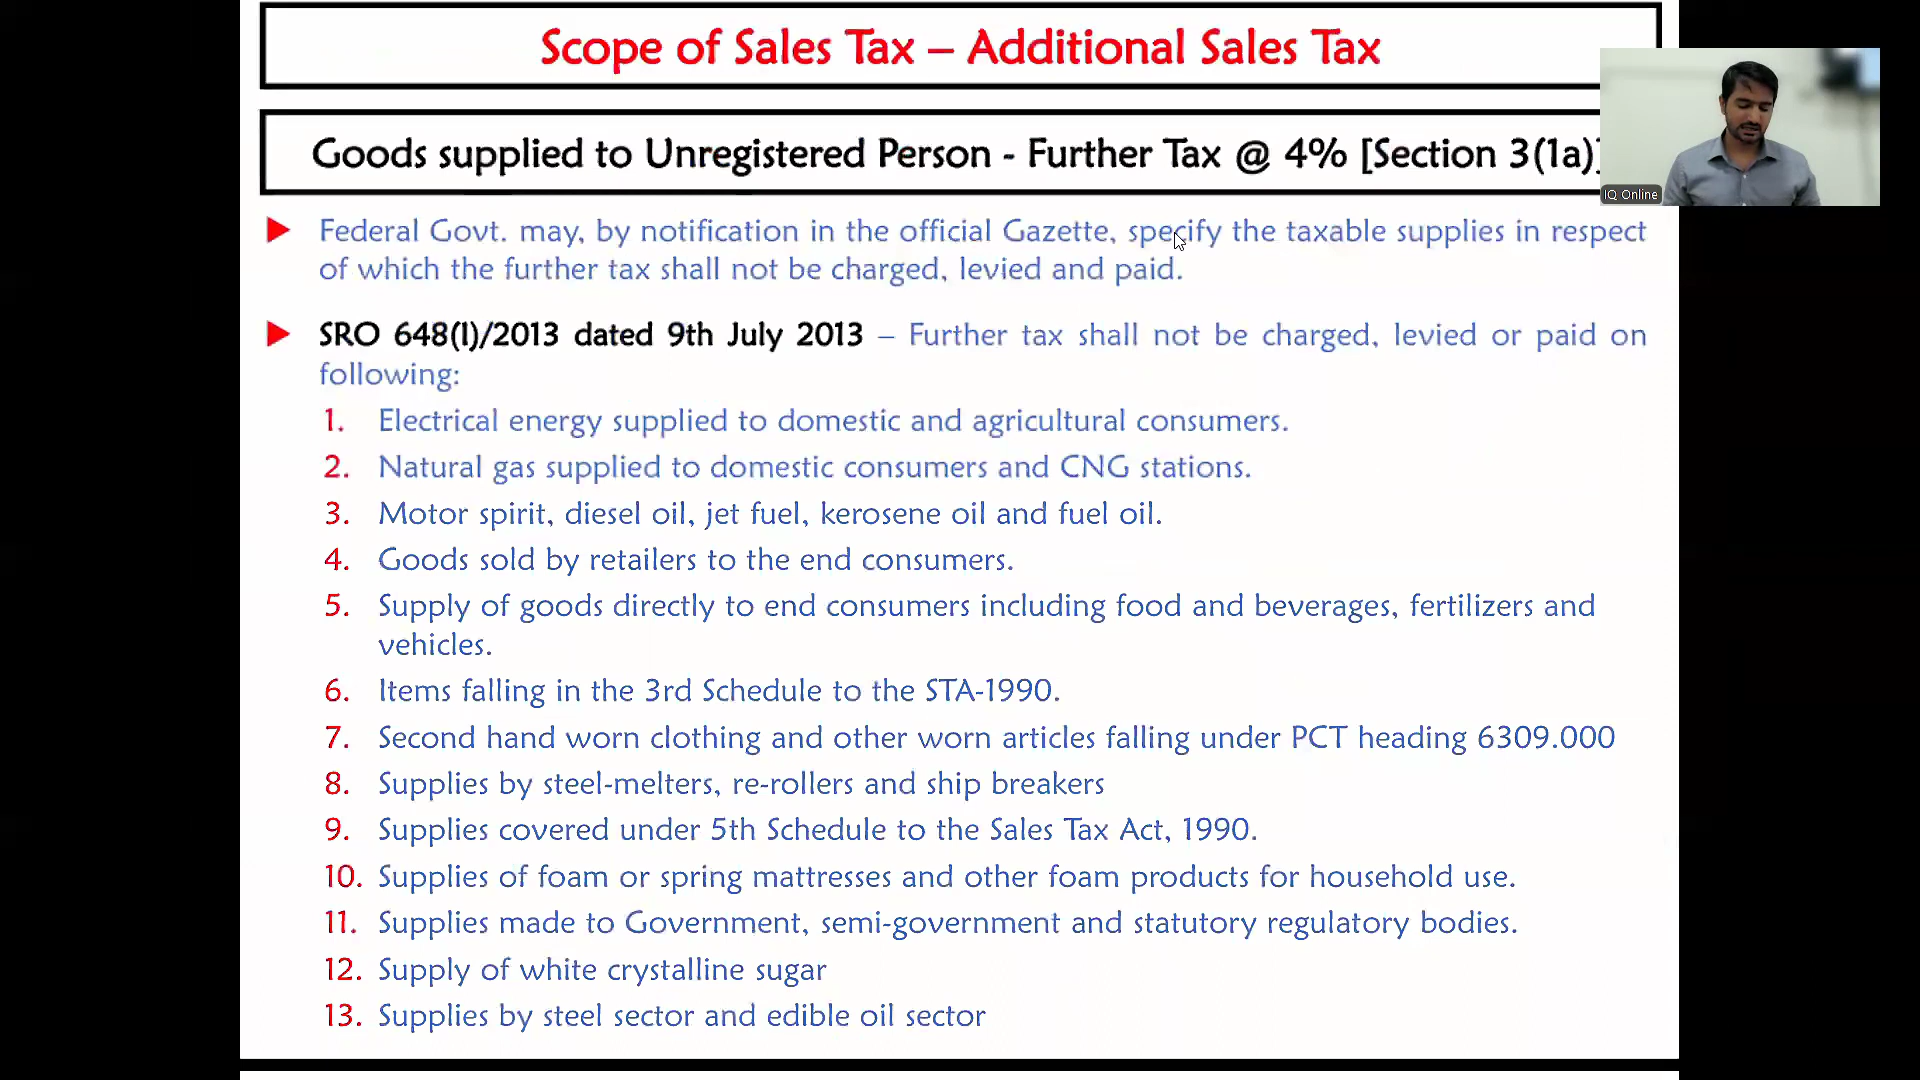 Scope of Sales Tax – Additional Sales Tax
Goods supplied to Unregistered Person - Further Tax @ 4% [Section 3(1a)]
IQ Online
Federal Govt. may, by notification in the official Gazette, specify the taxable supplies in respect
of which the further tax shall not be charged, levied and paid.
SRO 648(I)/2013 dated 9th July 2013 – Further tax shall not be charged, levied or paid on
following:
1. Electrical energy supplied to domestic and agricultural consumers.
2. Natural gas supplied to domestic consumers and CNG stations.
3. Motor spirit, diesel oil, jet fuel, kerosene oil and fuel oil.
4. Goods sold by retailers to the end consumers.
5. Supply of goods directly to end consumers including food and beverages, fertilizers and
vehicles.
6. Items falling in the 3rd Schedule to the STA-1990.
7. Second hand worn clothing and other worn articles falling under PCT heading 6309.000
8. Supplies by steel-melters, re-rollers and ship breakers
9. Supplies covered under 5th Schedule to the Sales Tax Act, 1990.
10. Supplies of foam or spring mattresses and other foam products for household use.
11. Supplies made to Government, semi-government and statutory regulatory bodies.
12. Supply of white crystalline sugar
13. Supplies by steel sector and edible oil sector